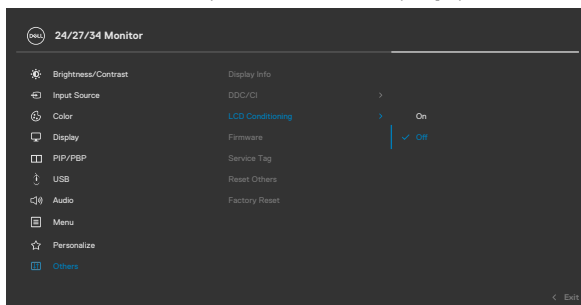 DELL
24/27/34 Monitor
Brightness/Contrast
Display Info
Input Source
DDC/CI
Color
LCD Conditioning
On
Display
Firmware
Off
PIP/PBP
Service Tag
USB
Reset Others
Audio
Factory Reset
Menu
Personalize
Others
Exit